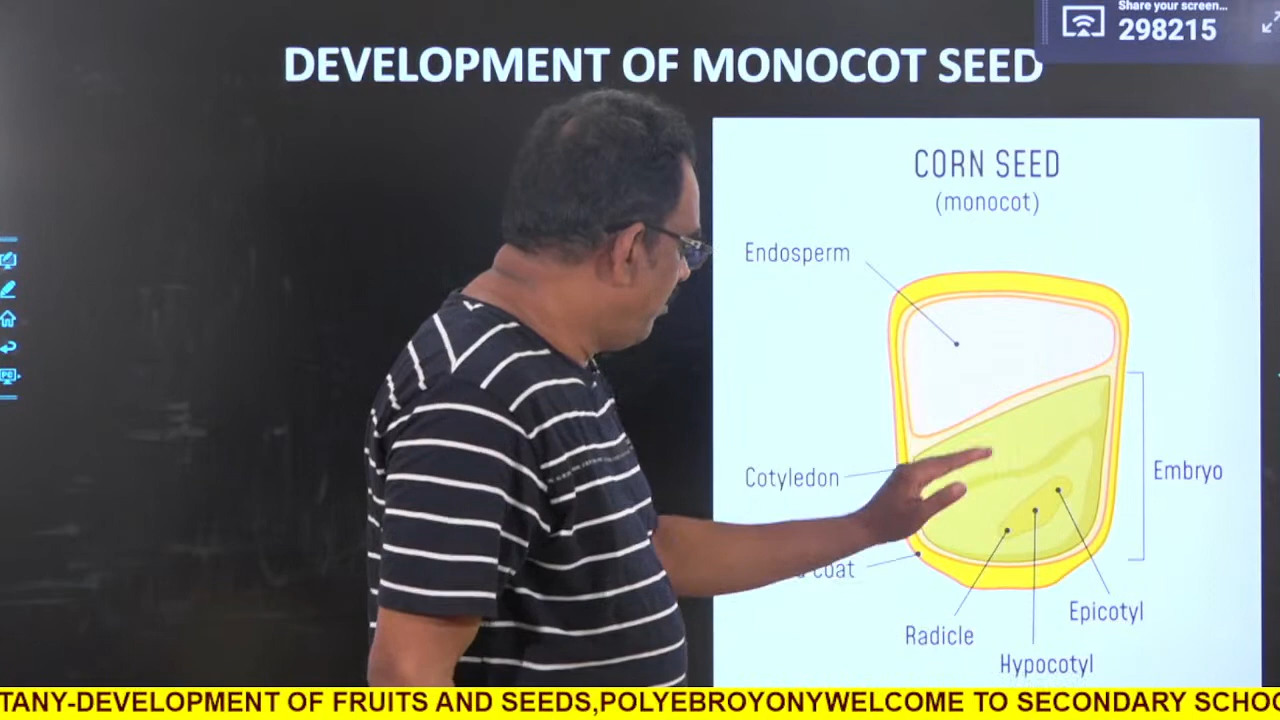 Share your screen...
298215
DEVELOPMENT OF MONOCOT SEED
CORN SEED
(monocot)
Endosperm
Cotyledon
Embryo
coat
Epicotyl
Radicle
Hypocotyl
TANY-DEVELOPMENT OF FRUITS AND SEEDS,POLYEBROYONYWELCOME TO SECONDARY SCHOO